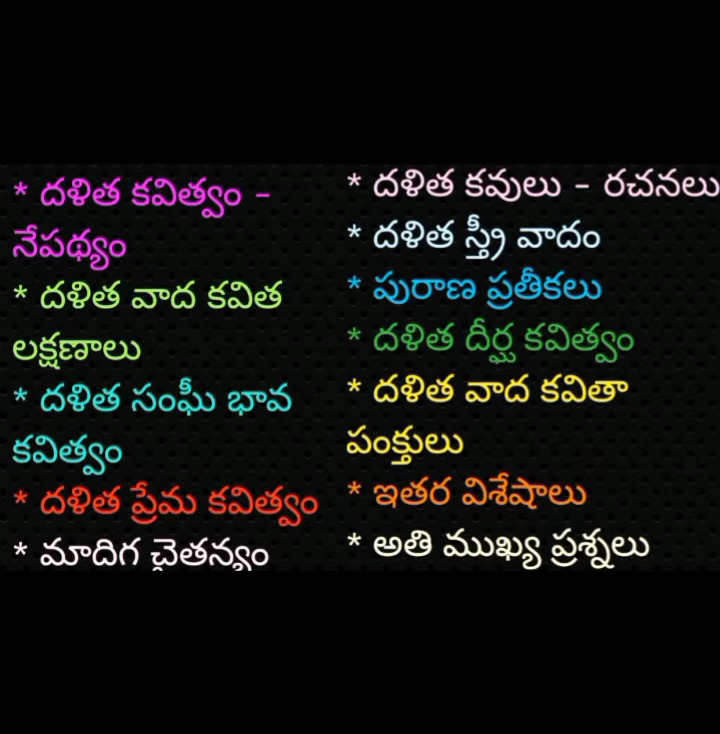 * దళిత కవిత్వం -
నేపథ్యం
* దళిత వాద కవిత
లక్షణాలు
* దళిత సంఘీ భావ
కవిత్వం
* దళిత ప్రేమ కవిత్వం
* మాదిగ చైతన్యం
* దళిత కవులు - రచనలు
* దళిత స్త్రీ వాదం
* పురాణ ప్రతీకలు
* దళిత దీర్ఘ కవిత్వం
* దళిత వాద కవితా
పంక్తులు
* ఇతర విశేషాలు
* అతి ముఖ్య ప్రశ్నలు